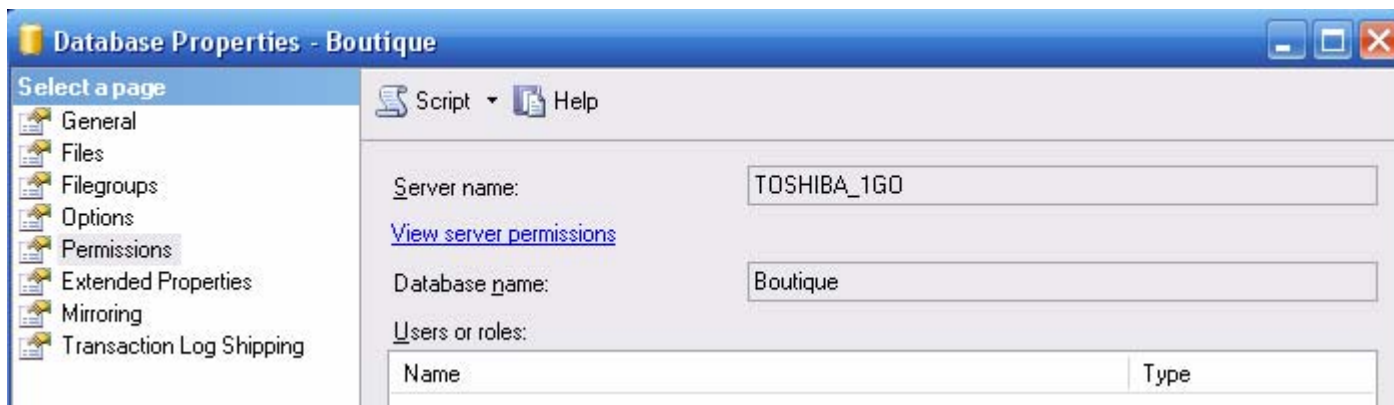 Database Properties - Boutique
Select a page
General
Files
Filegroups
Options
Permissions
Extended Properties
Mirroring
Transaction Log Shipping
Script Help
Server name: TOSHIBA_1GO
View server permissions
Database name: Boutique
Users or roles:
Name Type